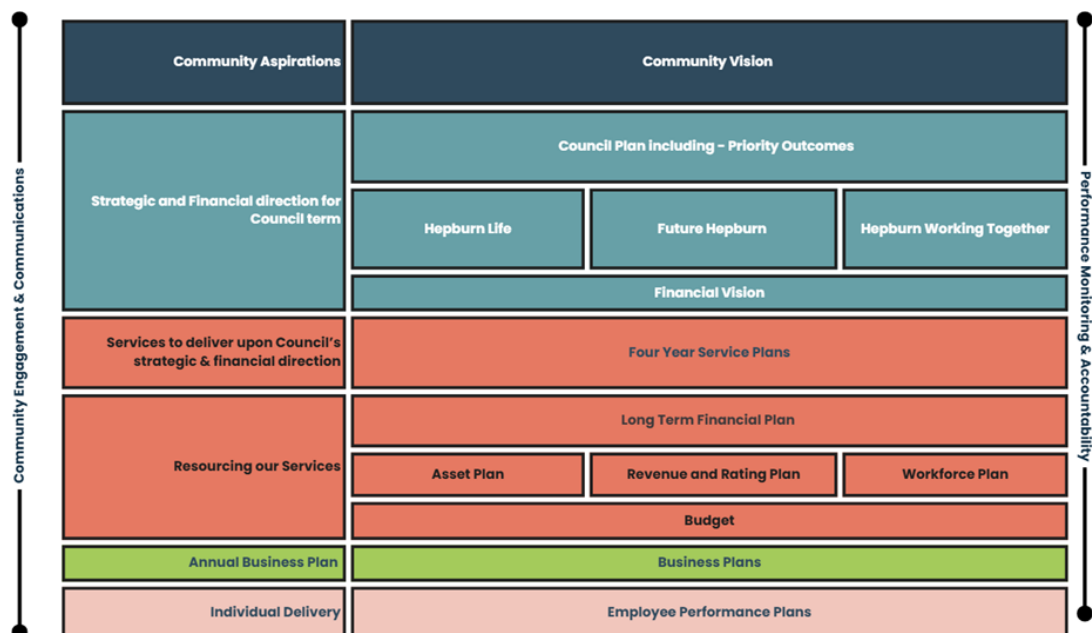 Community Engagement & Communications
Community Aspirations
Community Vision
Strategic and Financial direction for
Council term
Council Plan including - Priority Outcomes
Hepburn Life
Future Hepburn
Hepburn Working Together
Financial Vision
Services to deliver upon Council's
strategic & financial direction
Four Year Service Plans
Resourcing our Services
Long Term Financial Plan
Asset Plan
Revenue and Rating Plan
Workforce Plan
Budget
Annual Business Plan
Business Plans
Individual Delivery
Employee Performance Plans
Performance Monitoring & Accountability